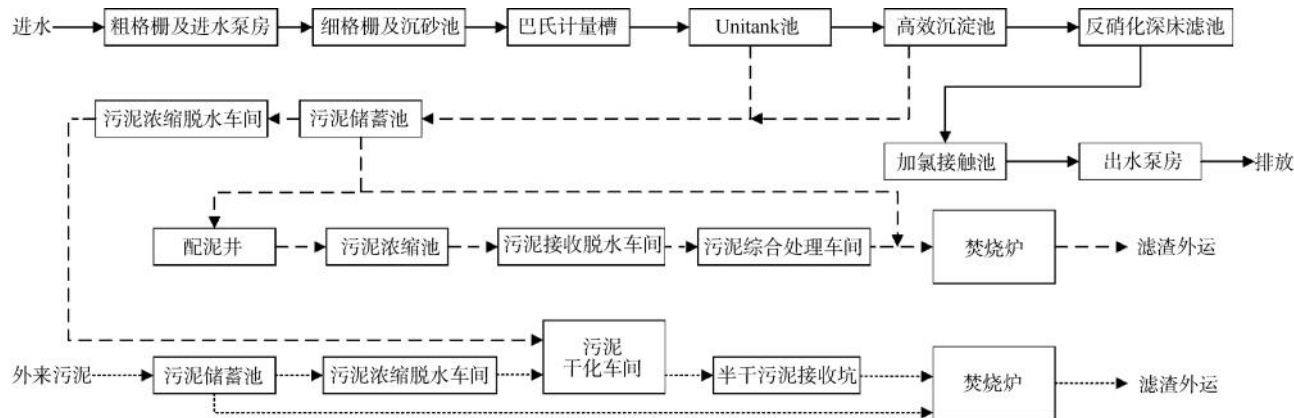 进水
粗格栅及进水泵房
细格栅及沉砂池
巴氏计量槽
Unitank池
高效沉淀池
反硝化深床滤池
污泥浓缩脱水车间
污泥储蓄池
加氯接触池
出水泵房
排放
配泥井
污泥浓缩池
污泥接收脱水车间
污泥综合处理车间
焚烧炉
滤渣外运
污泥
干化车间
外来污泥
污泥储蓄池
污泥浓缩脱水车间
半干污泥接收坑
焚烧炉
滤渣外运